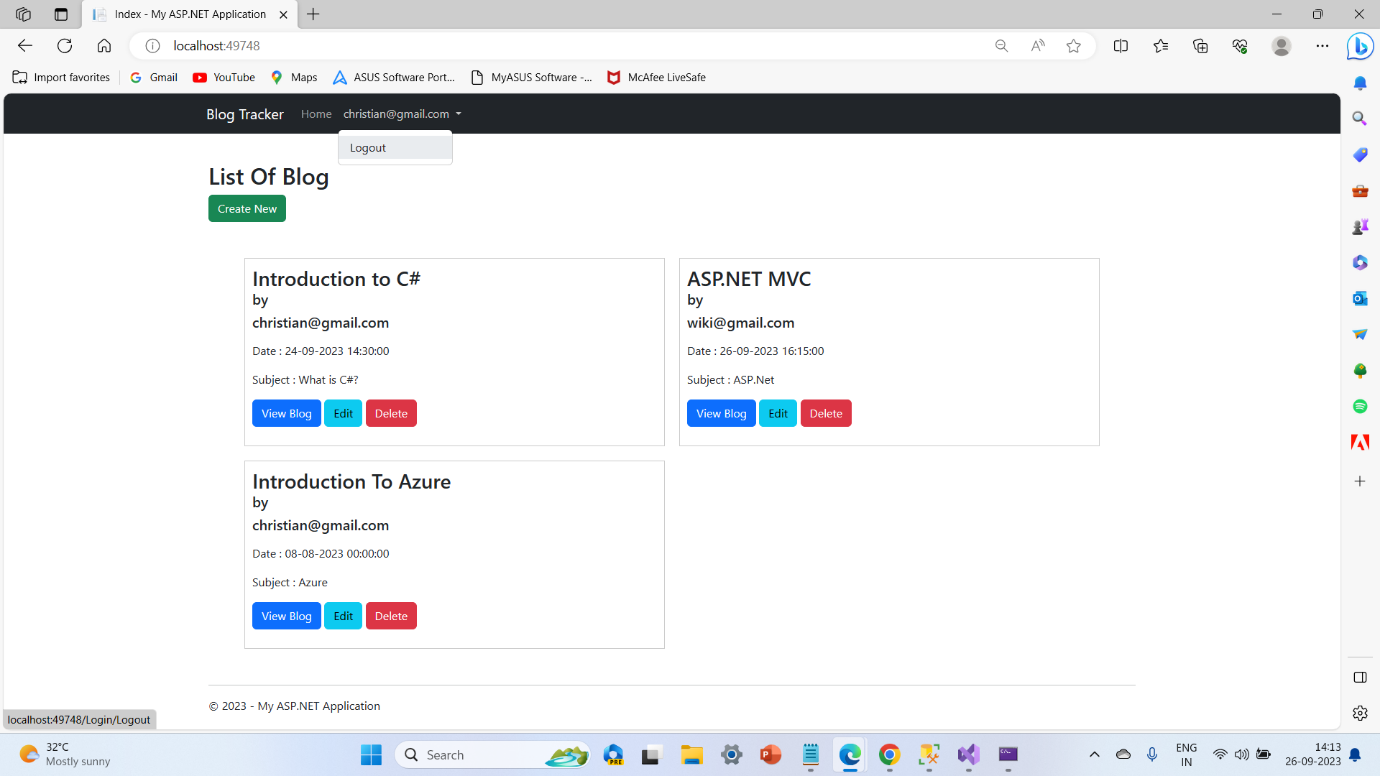 Index - My ASP.NET Application
localhost:49748
Import favorites
Gmail
YouTube
Maps
ASUS Software Port...
MyASUS Software -...
McAfee LiveSafe
Blog Tracker
Home
christian@gmail.com
Logout
List Of Blog
Create New
Introduction to C#
by
christian@gmail.com
Date : 24-09-2023 14:30:00
Subject : What is C#?
View Blog
Edit
Delete
ASP.NET MVC
by
wiki@gmail.com
Date : 26-09-2023 16:15:00
Subject : ASP.Net
View Blog
Edit
Delete
Introduction To Azure
by
christian@gmail.com
Date : 08-08-2023 00:00:00
Subject : Azure
View Blog
Edit
Delete
© 2023 - My ASP.NET Application
localhost:49748/Login/Logout
32°C
Mostly sunny
Search
PRE
ENG
IN
14:13
26-09-2023